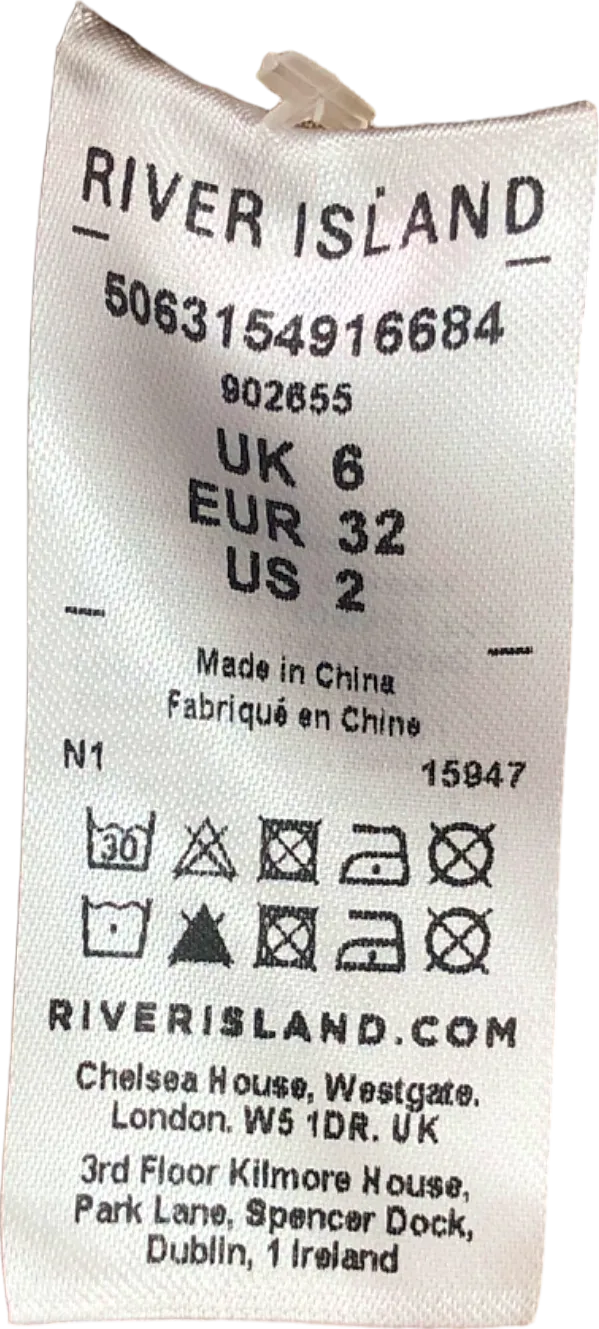 RIVER ISLAND
5063154916684
902655
UK 6
EUR 32
US 2
Made in China
Fabriqué en Chine
N1 15947
30
RIVERISLAND.COM
Chelsea House, Westgate.
London. W5 1DR. UK
3rd Floor Kilmore House,
Park Lane, Spencer Dock,
Dublin, 1 Ireland